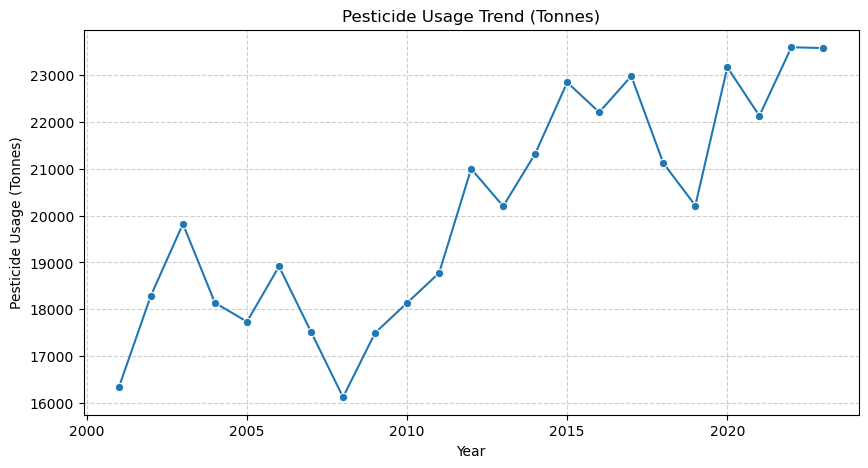 Pesticide Usage Trend (Tonnes)
Pesticide Usage (Tonnes)
23000
22000
21000
20000
19000
18000
17000
16000
2000 2005 2010 2015 2020
Year